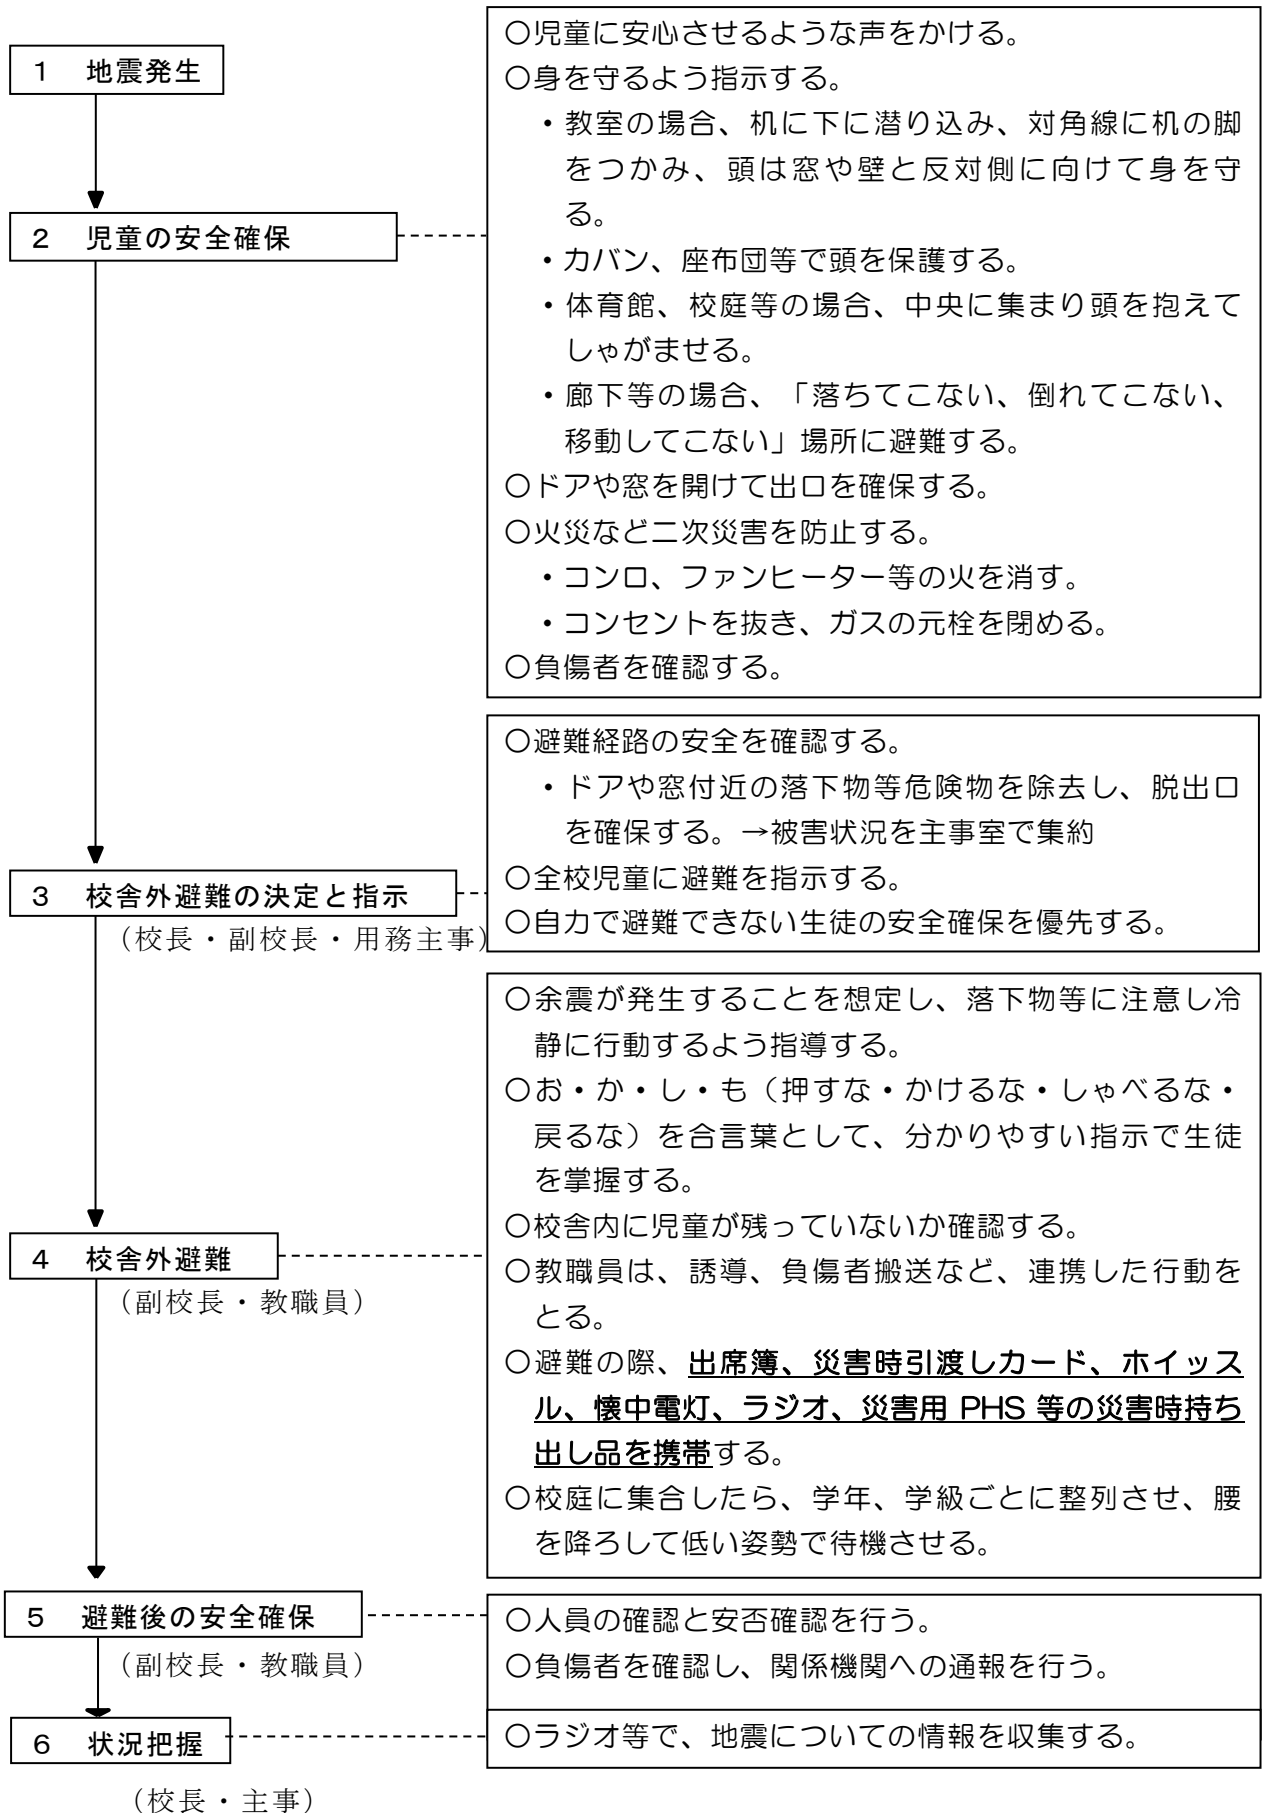 １　地震発生
〇児童に安心させるような声をかける。
〇身を守るよう指示する。
・教室の場合、机に下に潜り込み、対角線に机の脚
をつかみ、頭は窓や壁と反対側に向けて身を守
る。
２　児童の安全確保
・カバン、座布団等で頭を保護する。
・体育館、校庭等の場合、中央に集まり頭を抱えて
しゃがませる。
・廊下等の場合、「落ちてこない、倒れてこない、
移動してこない」場所に避難する。
〇ドアや窓を開けて出口を確保する。
〇火災など二次災害を防止する。
・コンロ、ファンヒーター等の火を消す。
・コンセントを抜き、ガスの元栓を閉める。
〇負傷者を確認する。
〇避難経路の安全を確認する。
・ドアや窓付近の落下物等危険物を除去し、脱出口
を確保する。→被害状況を主事室で集約
３　校舎外避難の決定と指示
（校長・副校長・用務主事）
〇全校児童に避難を指示する。
〇自力で避難できない生徒の安全確保を優先する。
〇余震が発生することを想定し、落下物等に注意し冷
静に行動するよう指導する。
〇お・か・し・も（押すな・かけるな・しゃべるな・
戻るな）を合言葉として、分かりやすい指示で生徒
を掌握する。
〇校舎内に児童が残っていないか確認する。
４　校舎外避難
（副校長・教職員）
〇教職員は、誘導、負傷者搬送など、連携した行動を
とる。
〇避難の際、出席簿、災害時引渡しカード、ホイッス
ル、懐中電灯、ラジオ、災害用 PHS 等の災害時持ち
出し品を携帯する。
〇校庭に集合したら、学年、学級ごとに整列させ、腰
を降ろして低い姿勢で待機させる。
５　避難後の安全確保
（副校長・教職員）
〇人員の確認と安否確認を行う。
〇負傷者を確認し、関係機関への通報を行う。
６　状況把握
（校長・主事）
〇ラジオ等で、地震についての情報を収集する。